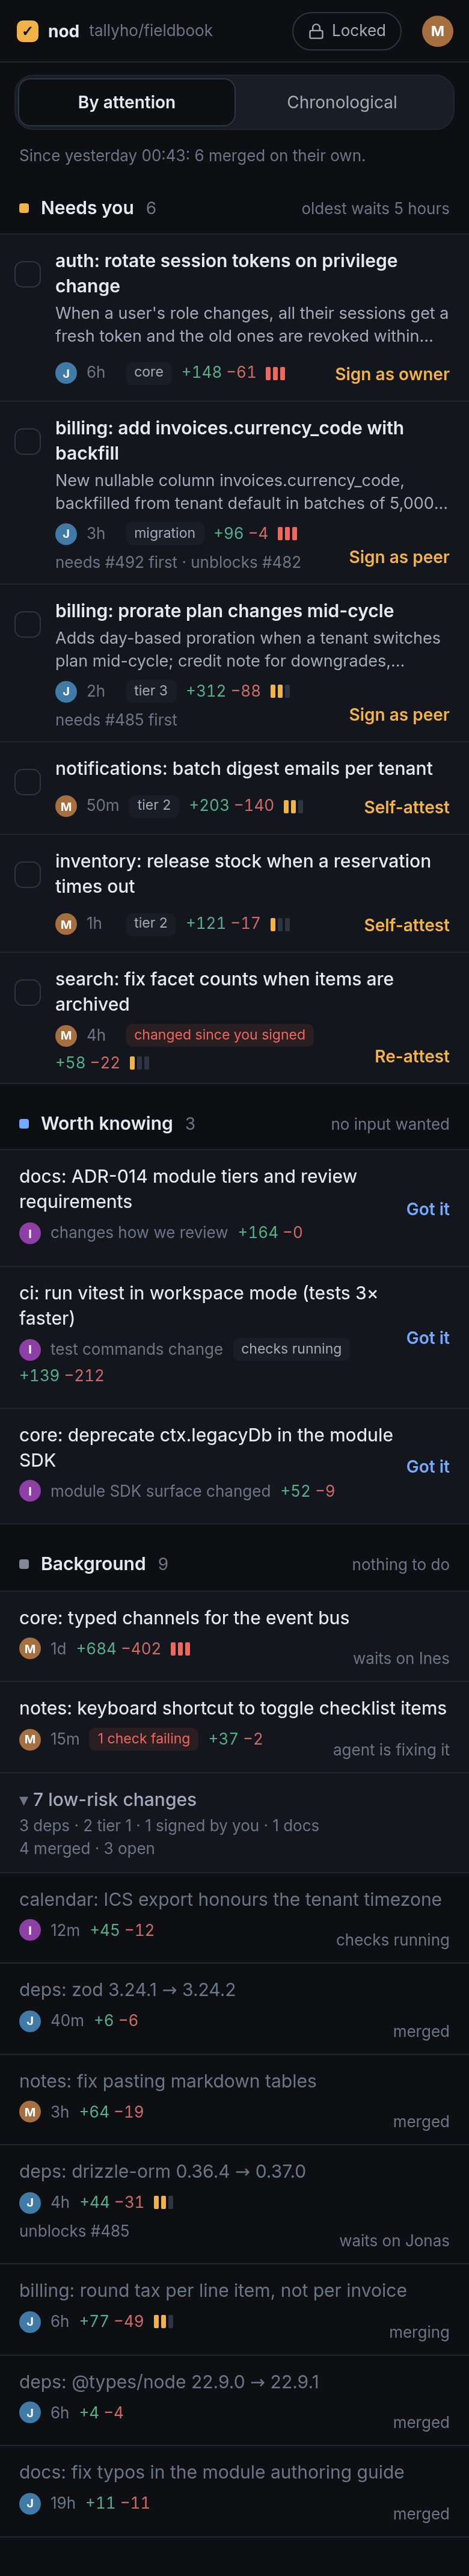 ✓ nod tallyho/fieldbook Locked M
By attention Chronological
Since yesterday 00:43: 6 merged on their own.
Needs you 6 oldest waits 5 hours
auth: rotate session tokens on privilege
change
When a user's role changes, all their sessions get a
fresh token and the old ones are revoked within...
J 6h core +148 −61 Sign as owner
billing: add invoices.currency_code with
backfill
New nullable column invoices.currency_code,
backfilled from tenant default in batches of 5,000...
J 3h migration +96 −4
needs #492 first · unblocks #482 Sign as peer
billing: prorate plan changes mid-cycle
Adds day-based proration when a tenant switches
plan mid-cycle; credit note for downgrades,...
J 2h tier 3 +312 −88
needs #485 first Sign as peer
notifications: batch digest emails per tenant
M 50m tier 2 +203 −140 Self-attest
inventory: release stock when a reservation
times out
M 1h tier 2 +121 −17 Self-attest
search: fix facet counts when items are
archived
M 4h changed since you signed
+58 −22 Re-attest
Worth knowing 3 no input wanted
docs: ADR-014 module tiers and review
requirements
I changes how we review +164 −0 Got it
ci: run vitest in workspace mode (tests 3×
faster)
I test commands change checks running
+139 −212 Got it
core: deprecate ctx.legacyDb in the module
SDK
I module SDK surface changed +52 −9 Got it
Background 9 nothing to do
core: typed channels for the event bus
M 1d +684 −402 waits on Ines
notes: keyboard shortcut to toggle checklist items
M 15m 1 check failing +37 −2 agent is fixing it
▾ 7 low-risk changes
3 deps · 2 tier 1 · 1 signed by you · 1 docs
4 merged · 3 open
calendar: ICS export honours the tenant timezone
I 12m +45 −12 checks running
deps: zod 3.24.1 → 3.24.2
J 40m +6 −6 merged
notes: fix pasting markdown tables
M 3h +64 −19 merged
deps: drizzle-orm 0.36.4 → 0.37.0
J 4h +44 −31
unblocks #485 waits on Jonas
billing: round tax per line item, not per invoice
J 6h +77 −49 merging
deps: @types/node 22.9.0 → 22.9.1
J 6h +4 −4 merged
docs: fix typos in the module authoring guide
J 19h +11 −11 merged